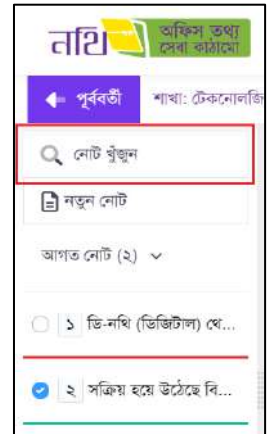 নথি
অফিস তথ্য
সেবা কাঠামো
পূর্ববর্তী শাখা: টেকনোলজি
নোট খুঁজুন
নতুন নোট
আগত নোট (২)
১ ডি-নথি (ডিজিটাল) থে...
২ সক্রিয় হয়ে উঠেছে বি...